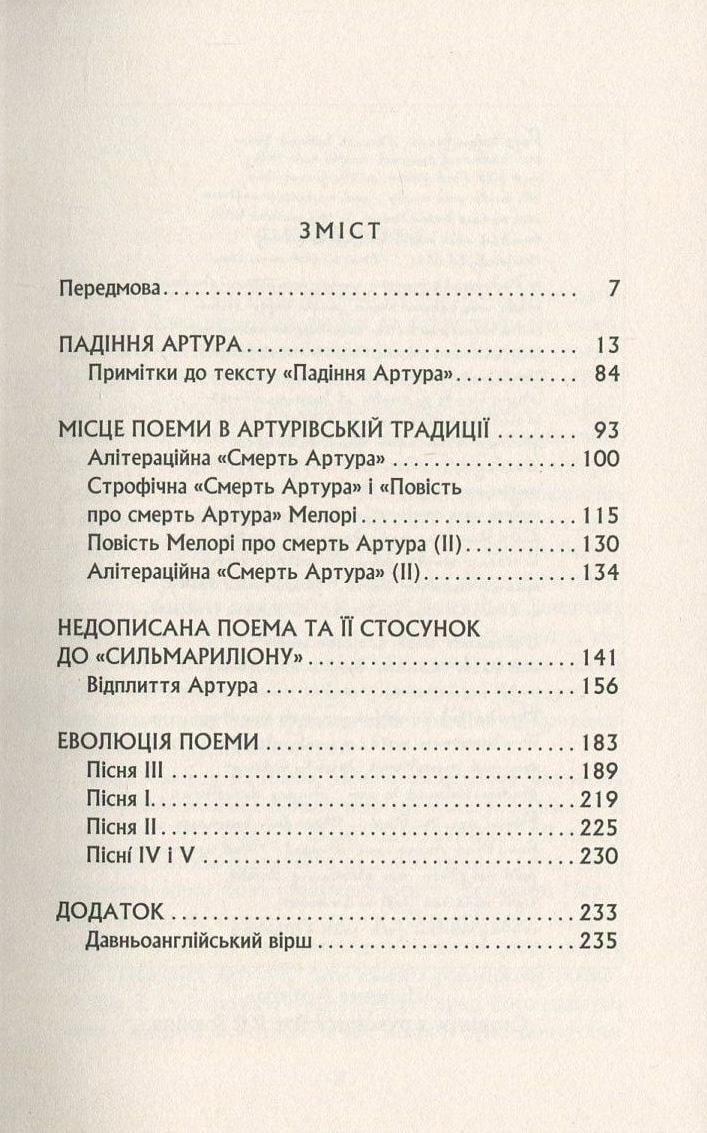 ЗМІСТ
Передмова. . . . . . . . . . . . . . . . . . . . . . . . . . . . . . . . . . . . 7
ПАДІННЯ АРТУРА. . . . . . . . . . . . . . . . . . . . . . . . . . . . . 13
Примітки до тексту «Падіння Артура». . . . . . . . . . . 84
МІСЦЕ ПОЕМИ В АРТУРІВСЬКІЙ ТРАДИЦІЇ . . . . . . . 93
Алітераційна «Смерть Артура» . . . . . . . . . . . . . . . . 100
Строфічна «Смерть Артура» і «Повість
про смерть Артура» Мелорі. . . . . . . . . . . . . . . . . . . 115
Повість Мелорі про смерть Артура (II). . . . . . . . . . 130
Алітераційна «Смерть Артура» (II). . . . . . . . . . . . . . 134
НЕДОПИСАНА ПОЕМА ТА ЇЇ СТОСУНОК
ДО «СИЛЬМАРИЛІОНУ». . . . . . . . . . . . . . . . . . . . . . . . 141
Відплиття Артура . . . . . . . . . . . . . . . . . . . . . . . . . 156
ЕВОЛЮЦІЯ ПОЕМИ . . . . . . . . . . . . . . . . . . . . . . . . . . . 183
Пісня III . . . . . . . . . . . . . . . . . . . . . . . . . . . . . . . . . 189
Пісня I. . . . . . . . . . . . . . . . . . . . . . . . . . . . . . . . . . . 219
Пісня II. . . . . . . . . . . . . . . . . . . . . . . . . . . . . . . . . . 225
Пісні IV і V . . . . . . . . . . . . . . . . . . . . . . . . . . . . . . 230
ДОДАТОК . . . . . . . . . . . . . . . . . . . . . . . . . . . . . . . . . . . 233
Давньоанглійський вірш. . . . . . . . . . . . . . . . . . . . . . 235